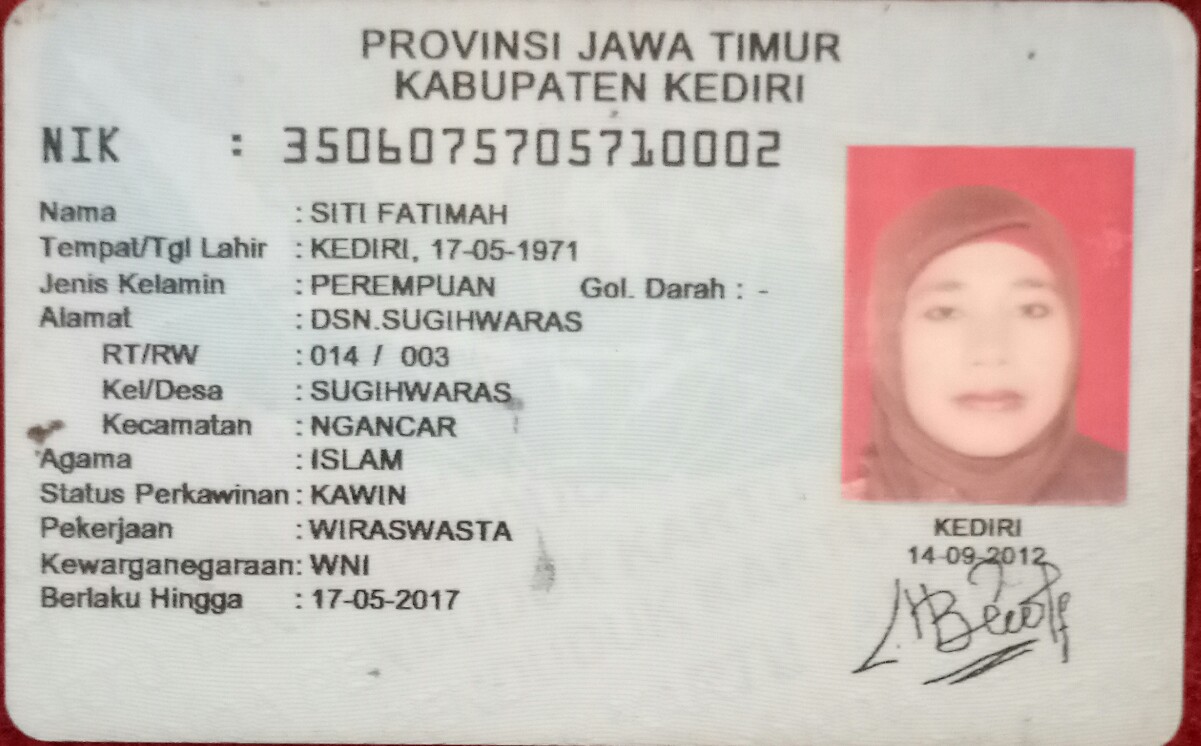 PROVINSI JAWA TIMUR
KABUPATEN KEDIRI
NIK : 3506075705710002
Nama : SITI FATIMAH
Tempat/Tgl Lahir : KEDIRI, 17-05-1971
Jenis Kelamin : PEREMPUAN Gol. Darah : -
Alamat : DSN.SUGIHWARAS
RT/RW : 014 / 003
Kel/Desa : SUGIHWARAS
Kecamatan : NGANCAR
Agama : ISLAM
Status Perkawinan : KAWIN
Pekerjaan : WIRASWASTA
Kewarganegaraan : WNI
Berlaku Hingga : 17-05-2017
KEDIRI
14-09-2012